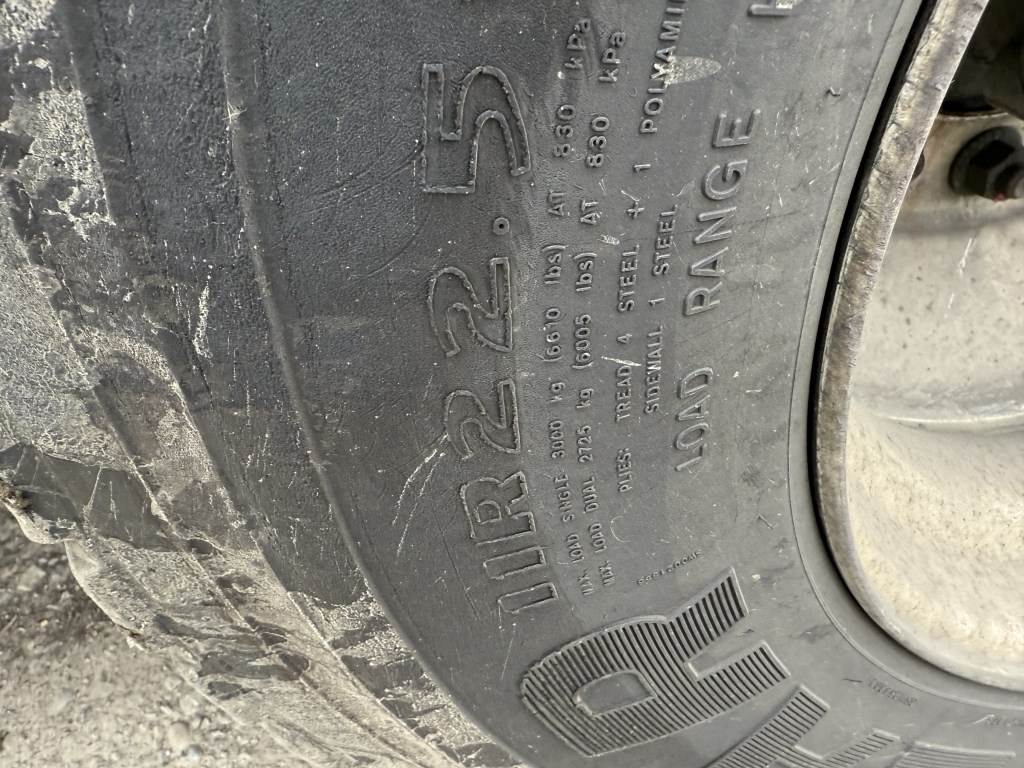 11R22.5
MAX. LOAD SINGLE 3000 kg (6610 lbs) AT 830 kPa
MAX. LOAD DUAL 2725 kg (6005 lbs) AT 830 kPa
PLIES: TREAD 4 STEEL + 1 POLYAMI
SIDEWALL 1 STEEL
LOAD RANGE H
R